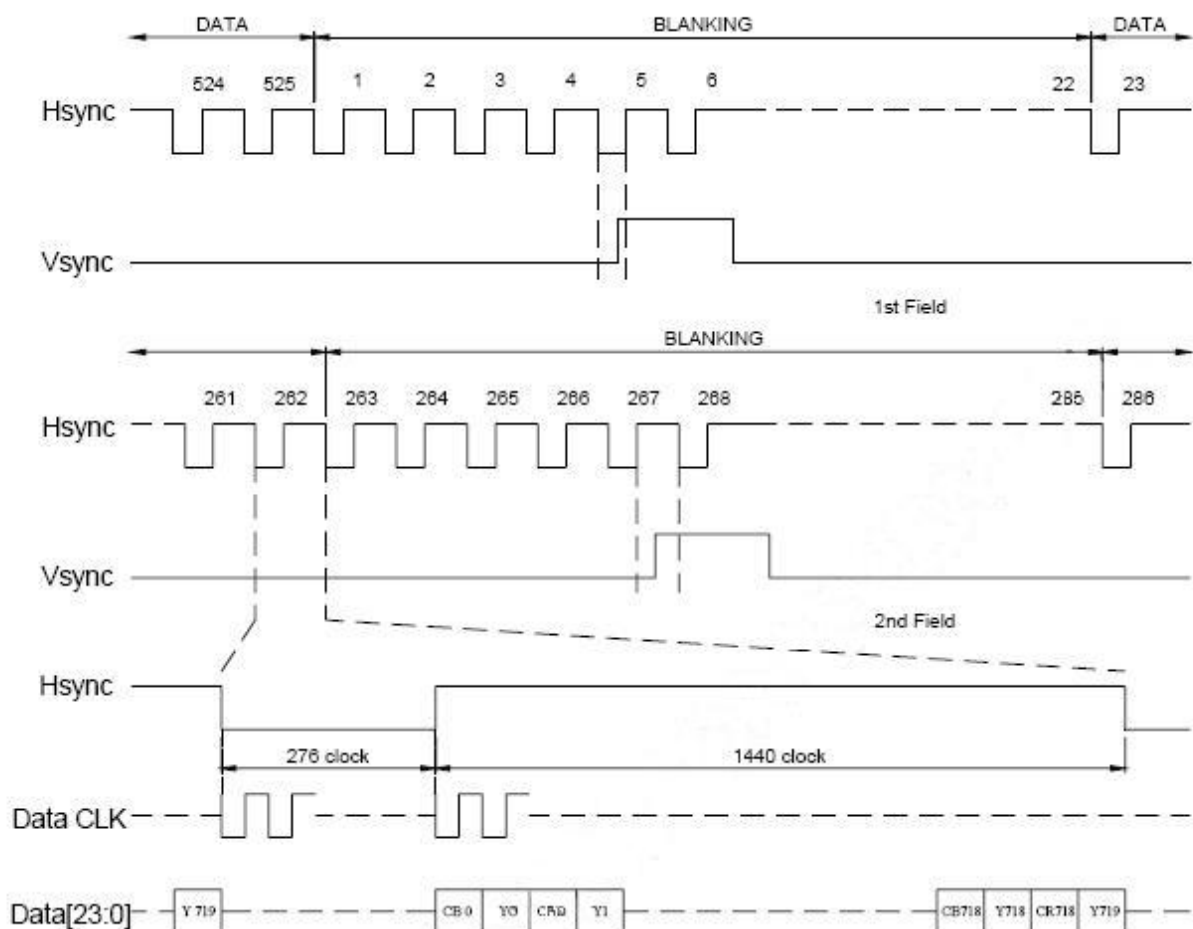 DATA BLANKING DATA
524 525 1 2 3 4 5 6 22 23
Hsync
Vsync
1st Field
BLANKING
261 262 263 264 265 266 267 268 285 286
Hsync
Vsync
2nd Field
Hsync
276 clock 1440 clock
Data CLK
Data[23:0] Y 719 CB 0 Y0 Y1 CB718 Y718 CR718 Y719